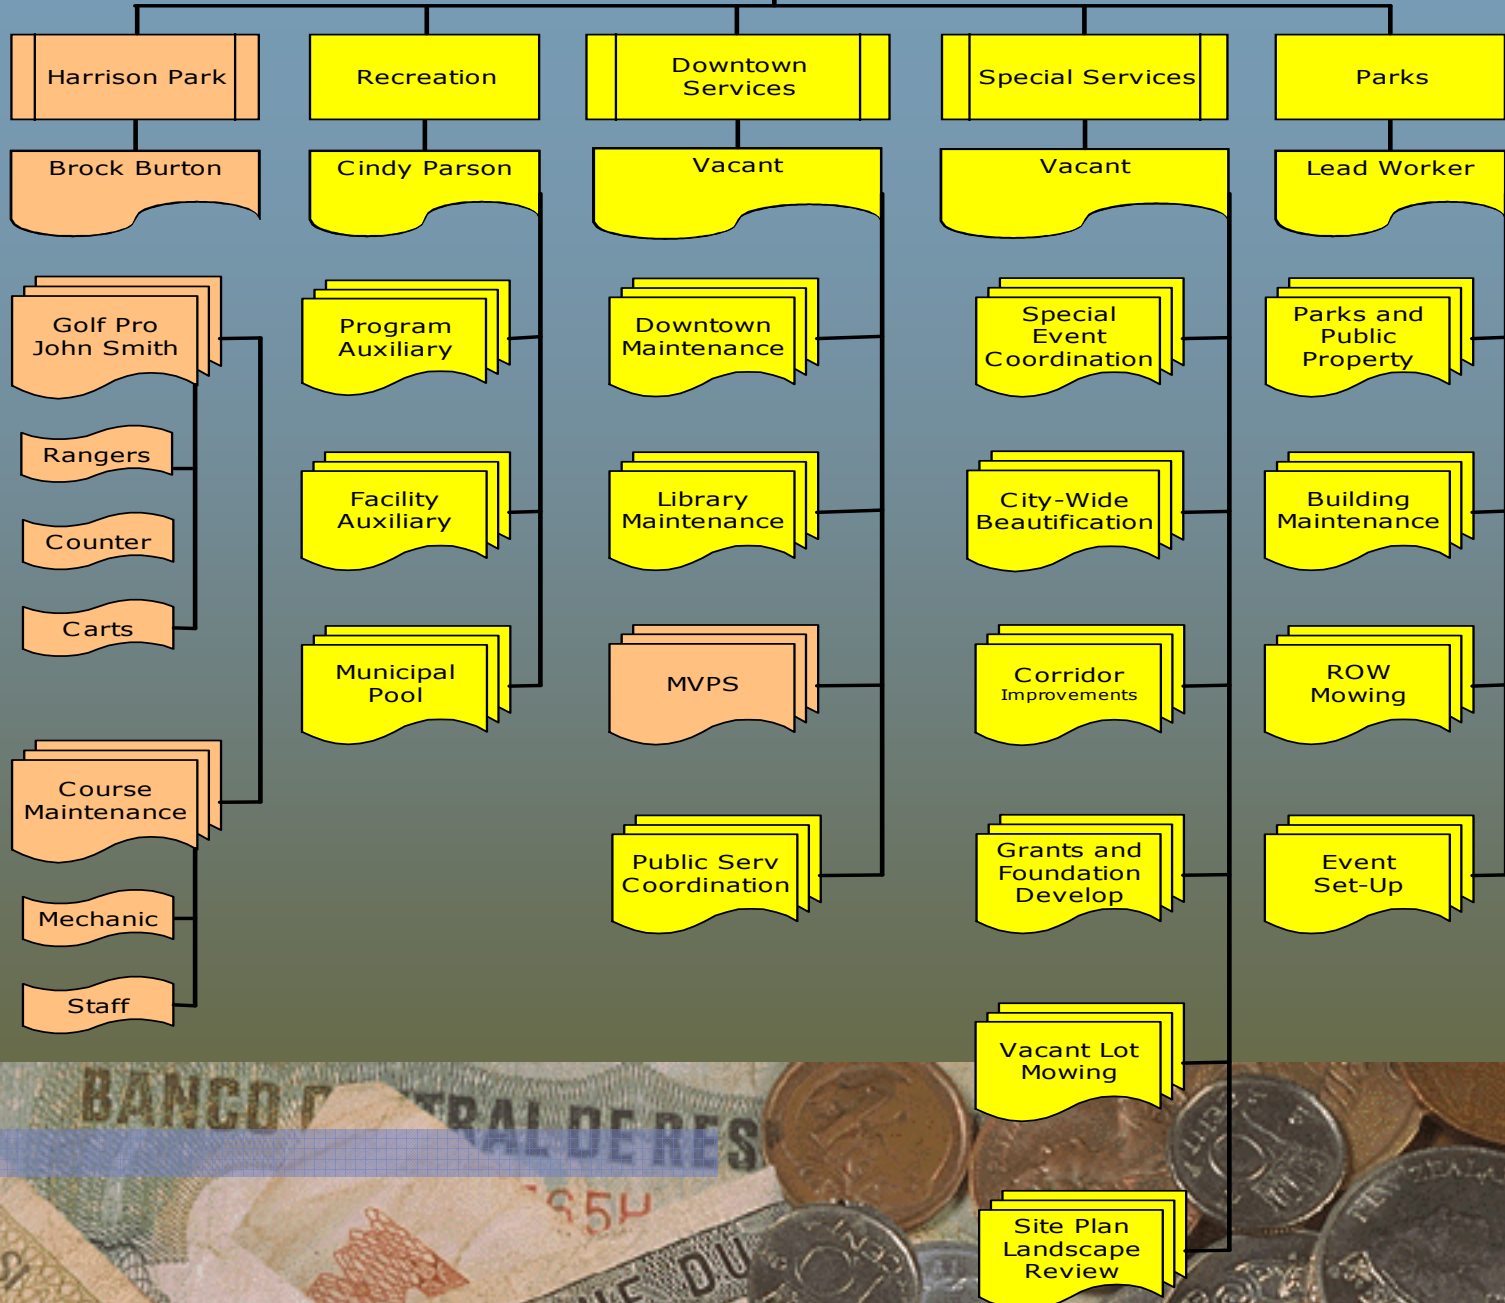 Harrison Park
Recreation
Downtown
Services
Special Services
Parks
Brock Burton
Cindy Parson
Vacant
Vacant
Lead Worker
Golf Pro
John Smith
Rangers
Counter
Carts
Course
Maintenance
Mechanic
Staff
Program
Auxiliary
Facility
Auxiliary
Municipal
Pool
Downtown
Maintenance
Library
Maintenance
MVPS
Public Serv
Coordination
Special
Event
Coordination
City-Wide
Beautification
Corridor
Improvements
Grants and
Foundation
Develop
Vacant Lot
Mowing
Site Plan
Landscape
Review
Parks and
Public
Property
Building
Maintenance
ROW
Mowing
Event
Set-Up
BANCO
TRAL DE RES